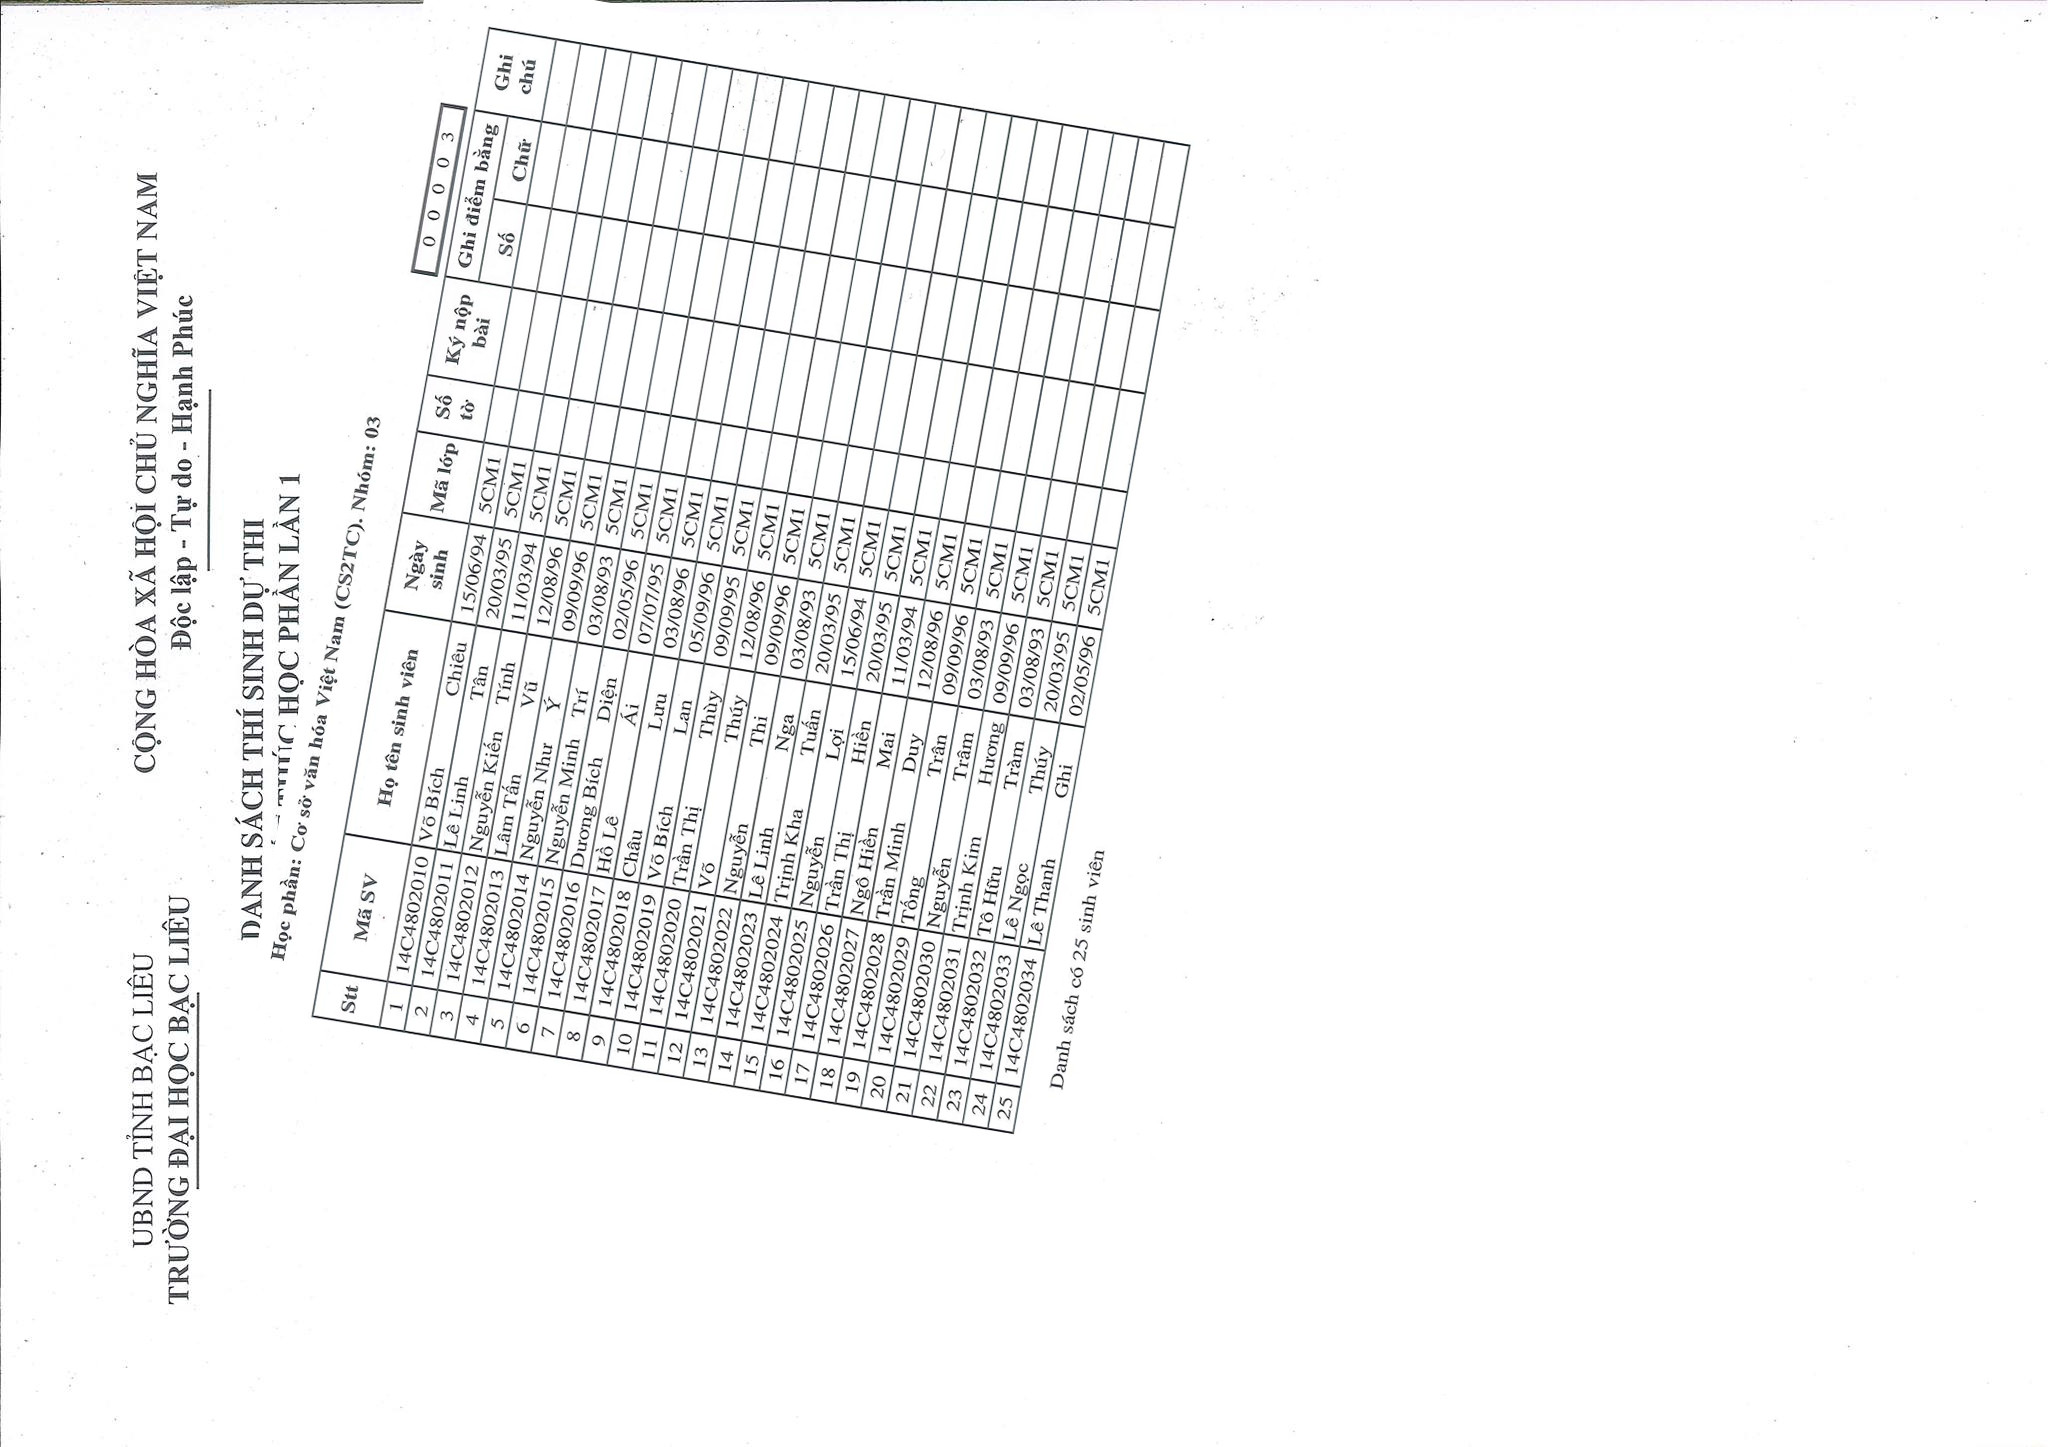 UBND TỈNH BẠC LIÊU
TRƯỜNG ĐẠI HỌC BẠC LIÊU
CỘNG HÒA XÃ HỘI CHỦ NGHĨA VIỆT NAM
Độc lập - Tự do - Hạnh Phúc
DANH SÁCH THÍ SINH DỰ THI
HỌC PHẦN LẦN 1
Học phần: Cơ sở văn hóa Việt Nam (CS2TC). Nhóm: 03
0 0 0 0 3
Stt Mã SV Họ tên sinh viên Ngày sinh Mã lớp Số tờ Ký nộp bài Ghi điểm bằng Số Chữ Ghi chú
1 14C4802010 Võ Bích Chiêu 15/06/94 5CM1
2 14C4802011 Lê Linh Tân 20/03/95 5CM1
3 14C4802012 Nguyễn Kiến Tính 11/03/94 5CM1
4 14C4802013 Lâm Tấn Vũ 12/08/96 5CM1
5 14C4802014 Nguyễn Như Ý 09/09/96 5CM1
6 14C4802015 Nguyễn Minh Trí 03/08/93 5CM1
7 14C4802016 Dương Bích Diện 02/05/96 5CM1
8 14C4802017 Hồ Lê Ái 07/07/95 5CM1
9 14C4802018 Châu Lưu 03/08/96 5CM1
10 14C4802019 Võ Bích Lan 05/09/96 5CM1
11 14C4802020 Trần Thị Thùy 09/09/95 5CM1
12 14C4802021 Võ Thúy 12/08/96 5CM1
13 14C4802022 Nguyễn Thi 09/09/96 5CM1
14 14C4802023 Lê Linh Nga 03/08/93 5CM1
15 14C4802024 Trịnh Kha Tuấn 20/03/95 5CM1
16 14C4802025 Nguyễn Lợi 15/06/94 5CM1
17 14C4802026 Trần Thị Hiền 20/03/95 5CM1
18 14C4802027 Ngô Hiền Mai 11/03/94 5CM1
19 14C4802028 Trần Minh Duy 12/08/96 5CM1
20 14C4802029 Tống Trân 09/09/96 5CM1
21 14C4802030 Nguyễn Trâm 03/08/93 5CM1
22 14C4802031 Trịnh Kim Hương 09/09/96 5CM1
23 14C4802032 Tô Hữu Tràm 03/08/93 5CM1
24 14C4802033 Lê Ngọc Thúy 20/03/95 5CM1
25 14C4802034 Lê Thanh Ghi 02/05/96 5CM1
Danh sách có 25 sinh viên